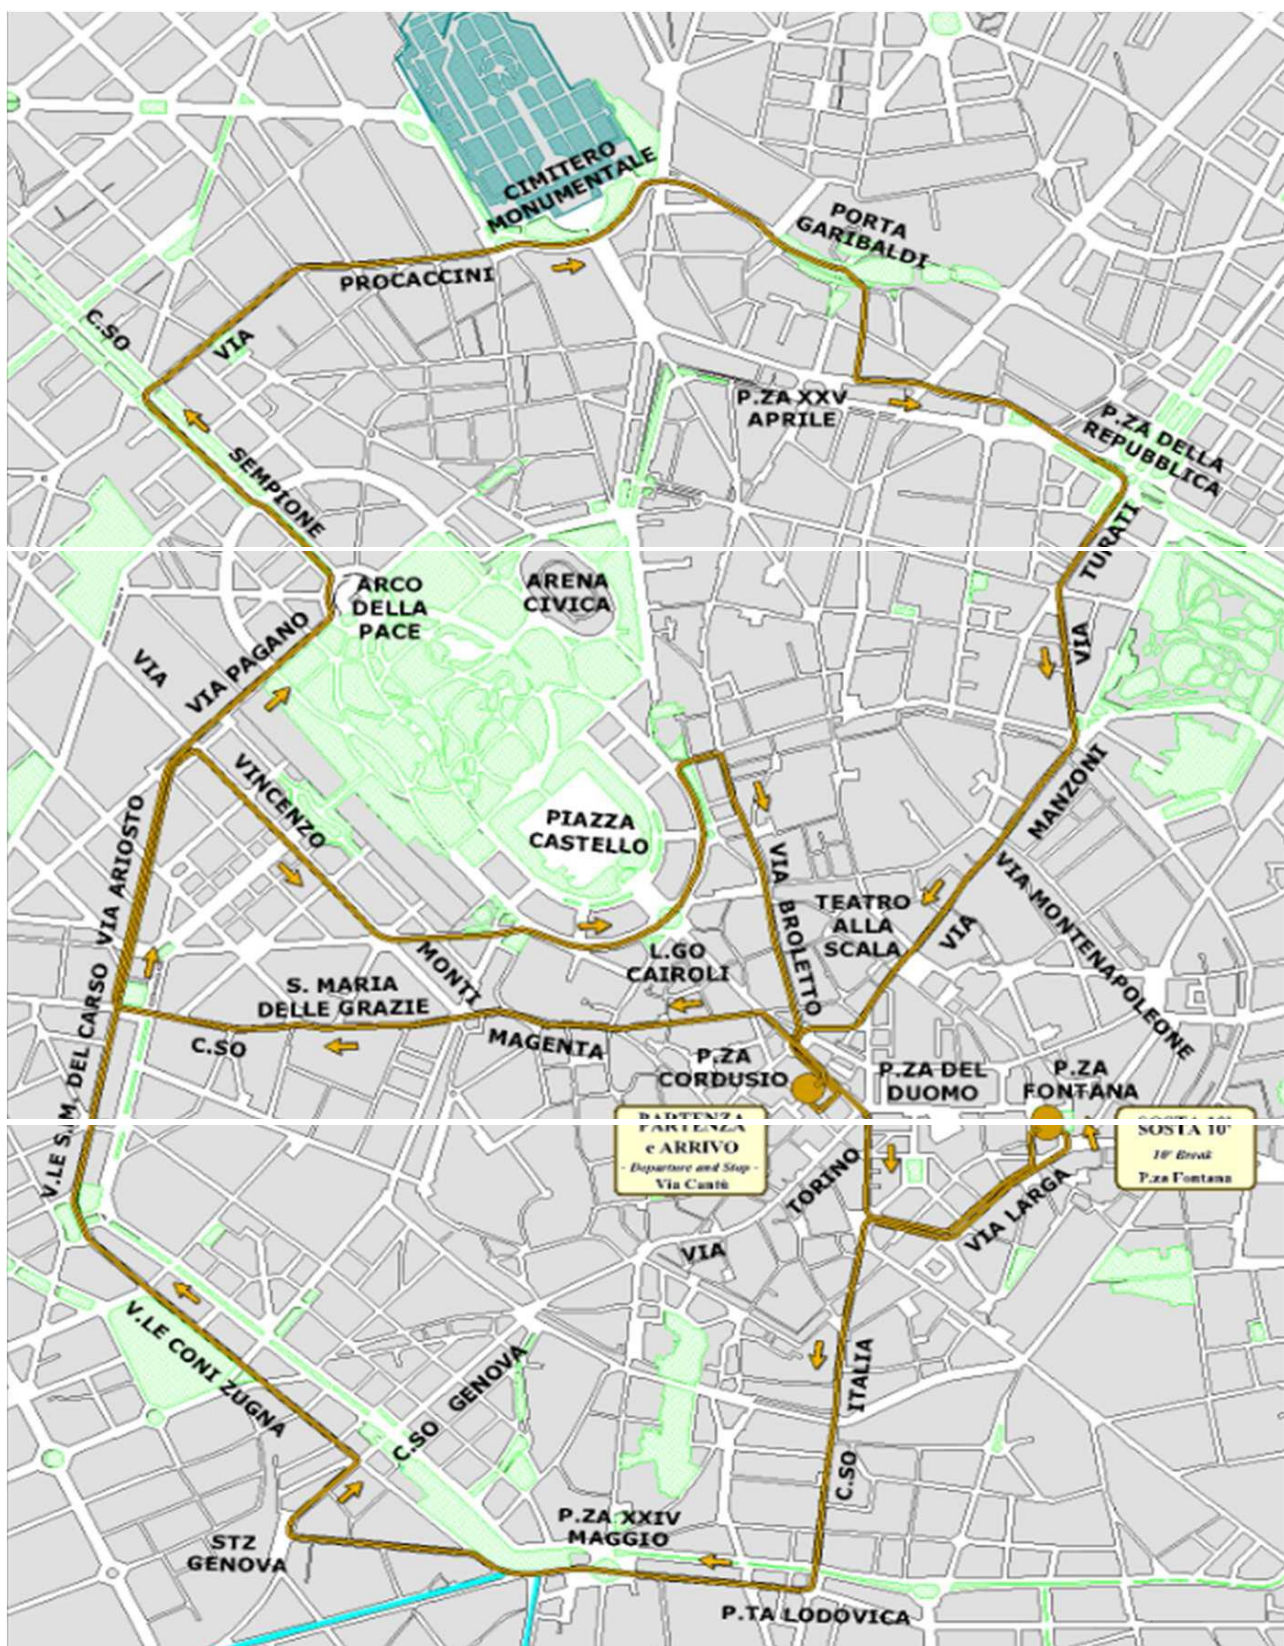 CIMITERO
MONUMENTALE
PORTA
GARIBALDI
PROCACCINI
C.SO
VIA
P.ZA XXV
APRILE
P.ZA DELLA
REPUBBLICA
SEMPIONE
TURATI
ARCO
DELLA
PACE
ARENA
CIVICA
VIA PAGANO
VIA
VIA
VINCENZO
MANZONI
PIAZZA
CASTELLO
VIA ARIOSTO
VIA BROLETTO
VIA MONTENAPOLEONE
TEATRO
ALLA
SCALA
VIA
MONTI
L.GO
CAIROLI
S. MARIA
DELLE GRAZIE
C.SO
MAGENTA
P.ZA
CORDUSIO
P.ZA DEL
DUOMO
P.ZA
FONTANA
V.LE S.M. DEL CARSO
PARTENZA
e ARRIVO
- Departure and Stop -
Via Cantù
SOSTA 10'
10' Break
P.za Fontana
TORINO
VIA LARGA
VIA
V.LE CONI ZUGNA
C.SO GENOVA
C.SO ITALIA
STZ
GENOVA
P.ZA XXIV
MAGGIO
P.TA LODOVICA